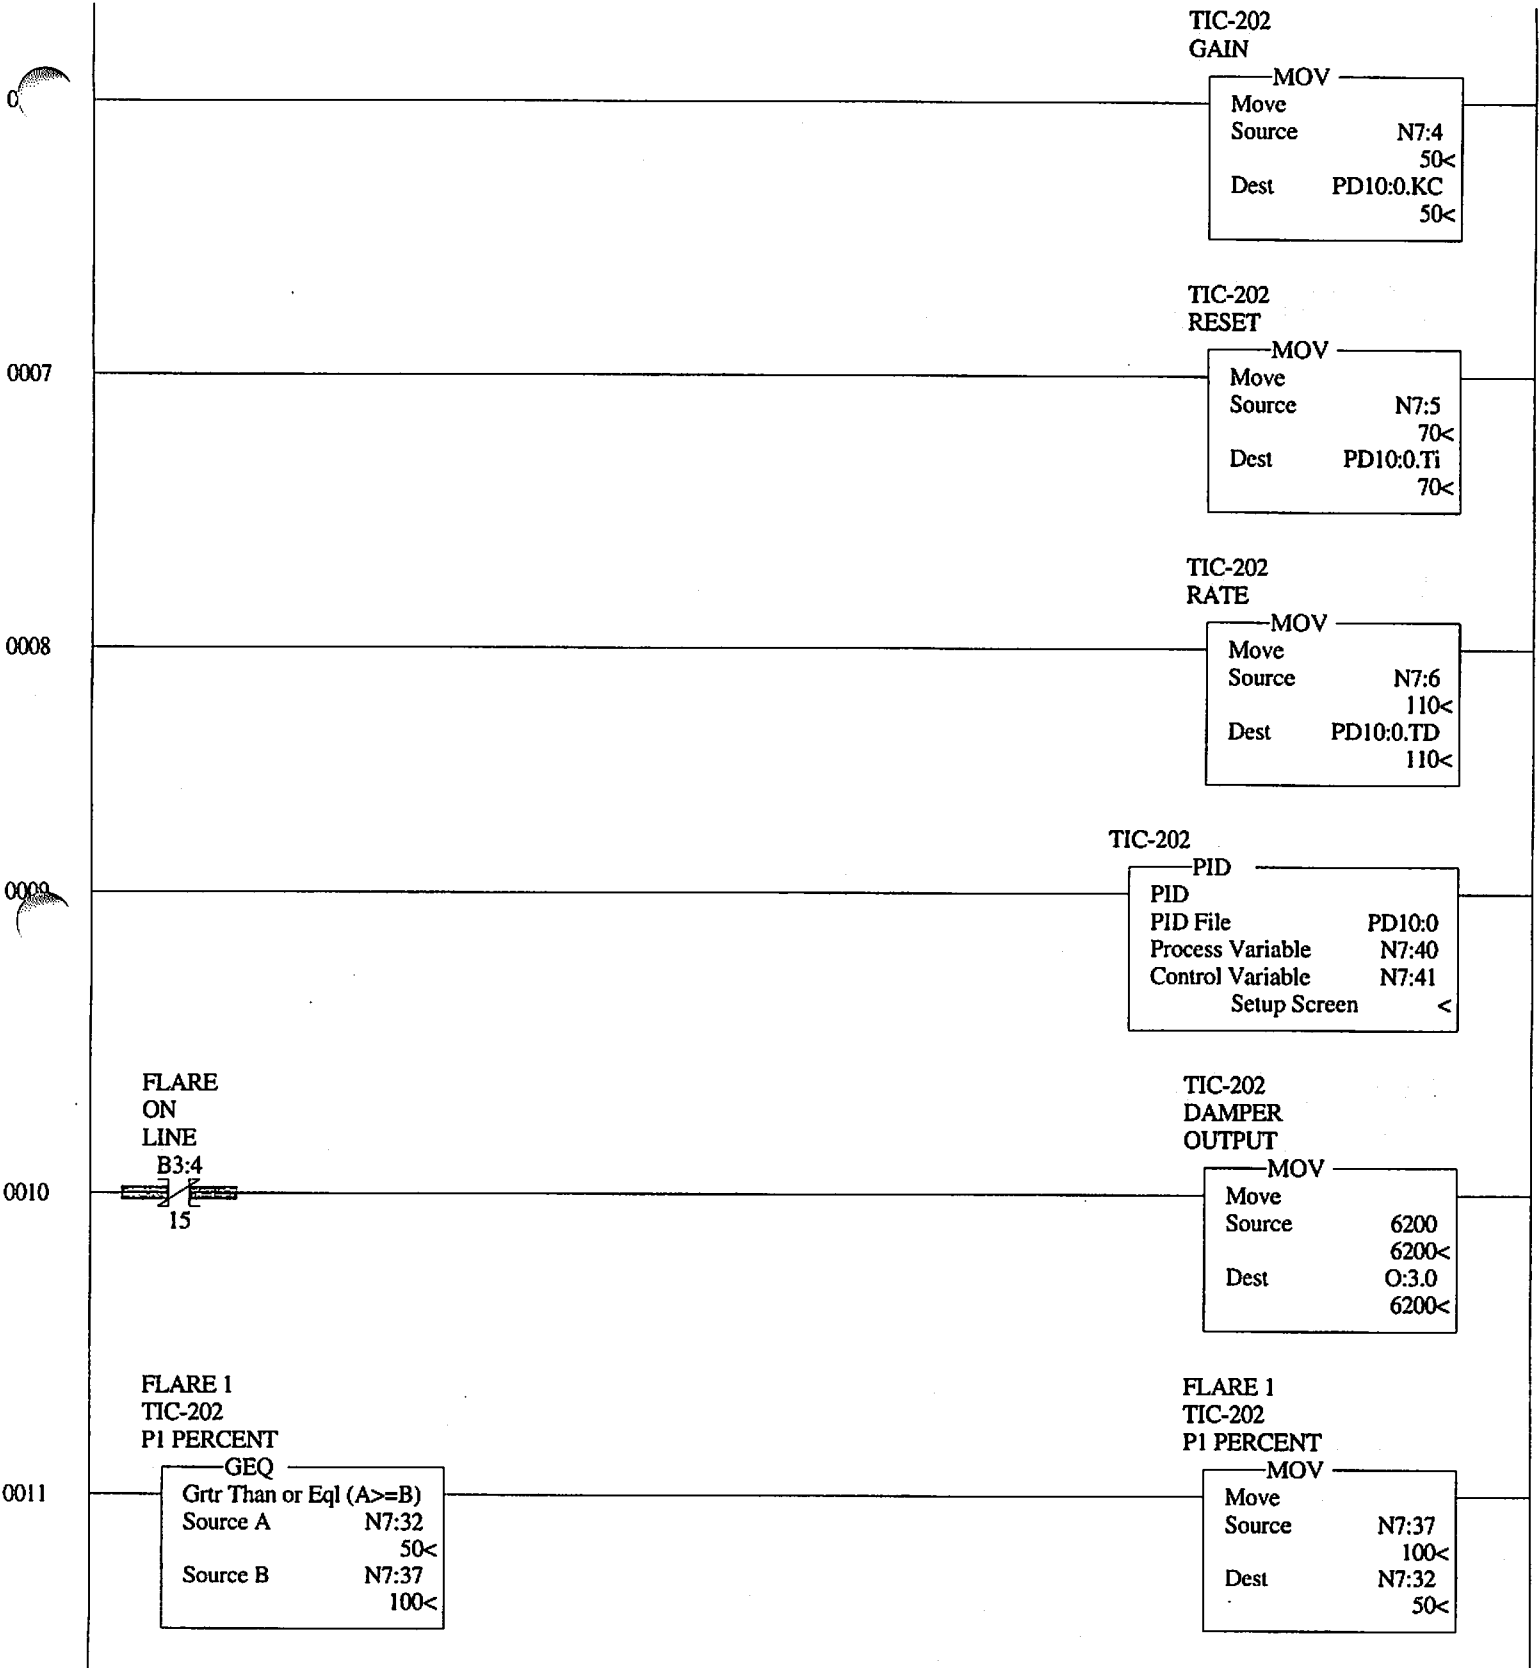 TIC-202
GAIN
MOV
0
Move
Source N7:4
50<
Dest PD10:0.KC
50<
TIC-202
RESET
MOV
0007
Move
Source N7:5
70<
Dest PD10:0.Ti
70<
TIC-202
RATE
MOV
0008
Move
Source N7:6
110<
Dest PD10:0.TD
110<
TIC-202
PID
0009
PID
PID File PD10:0
Process Variable N7:40
Control Variable N7:41
Setup Screen <
FLARE
ON
LINE
B3:4
0010
15
TIC-202
DAMPER
OUTPUT
MOV
Move
Source 6200
6200<
Dest O:3.0
6200<
FLARE 1
TIC-202
P1 PERCENT
GEQ
0011
Grtr Than or Eql (A>=B)
Source A N7:32
50<
Source B N7:37
100<
FLARE 1
TIC-202
P1 PERCENT
MOV
Move
Source N7:37
100<
Dest N7:32
50<